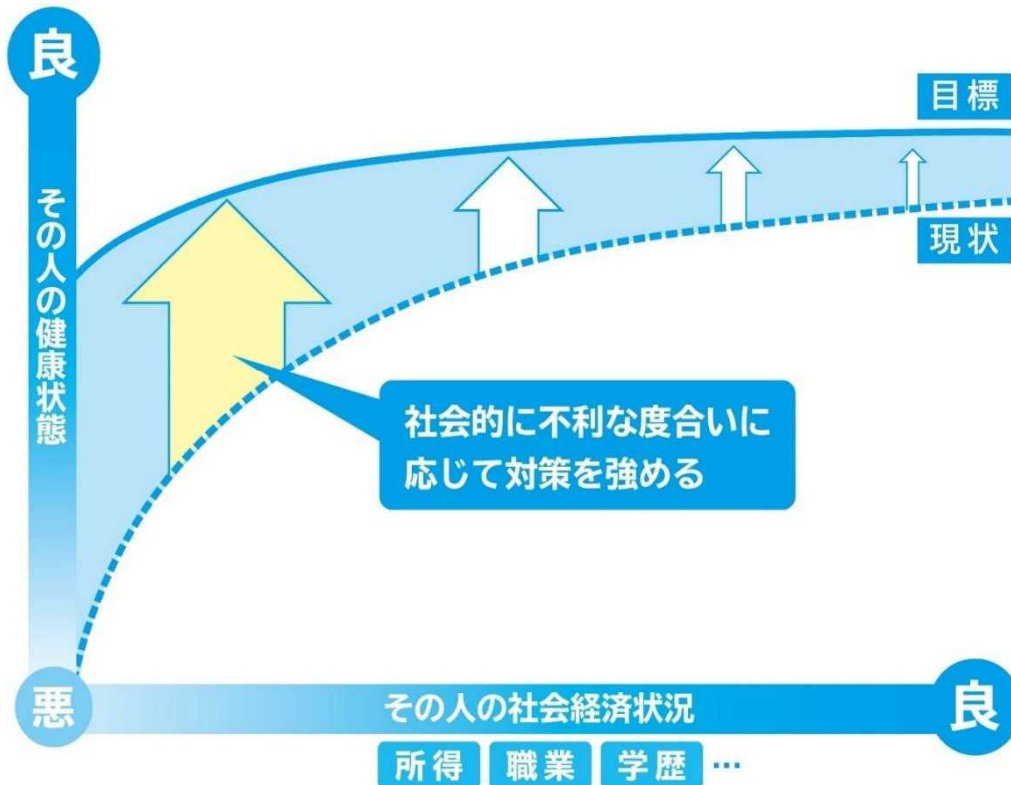 良
目標
その人の健康状態
現状
社会的に不利な度合いに
応じて対策を強める
悪
その人の社会経済状況
良
所得 職業 学歴 …